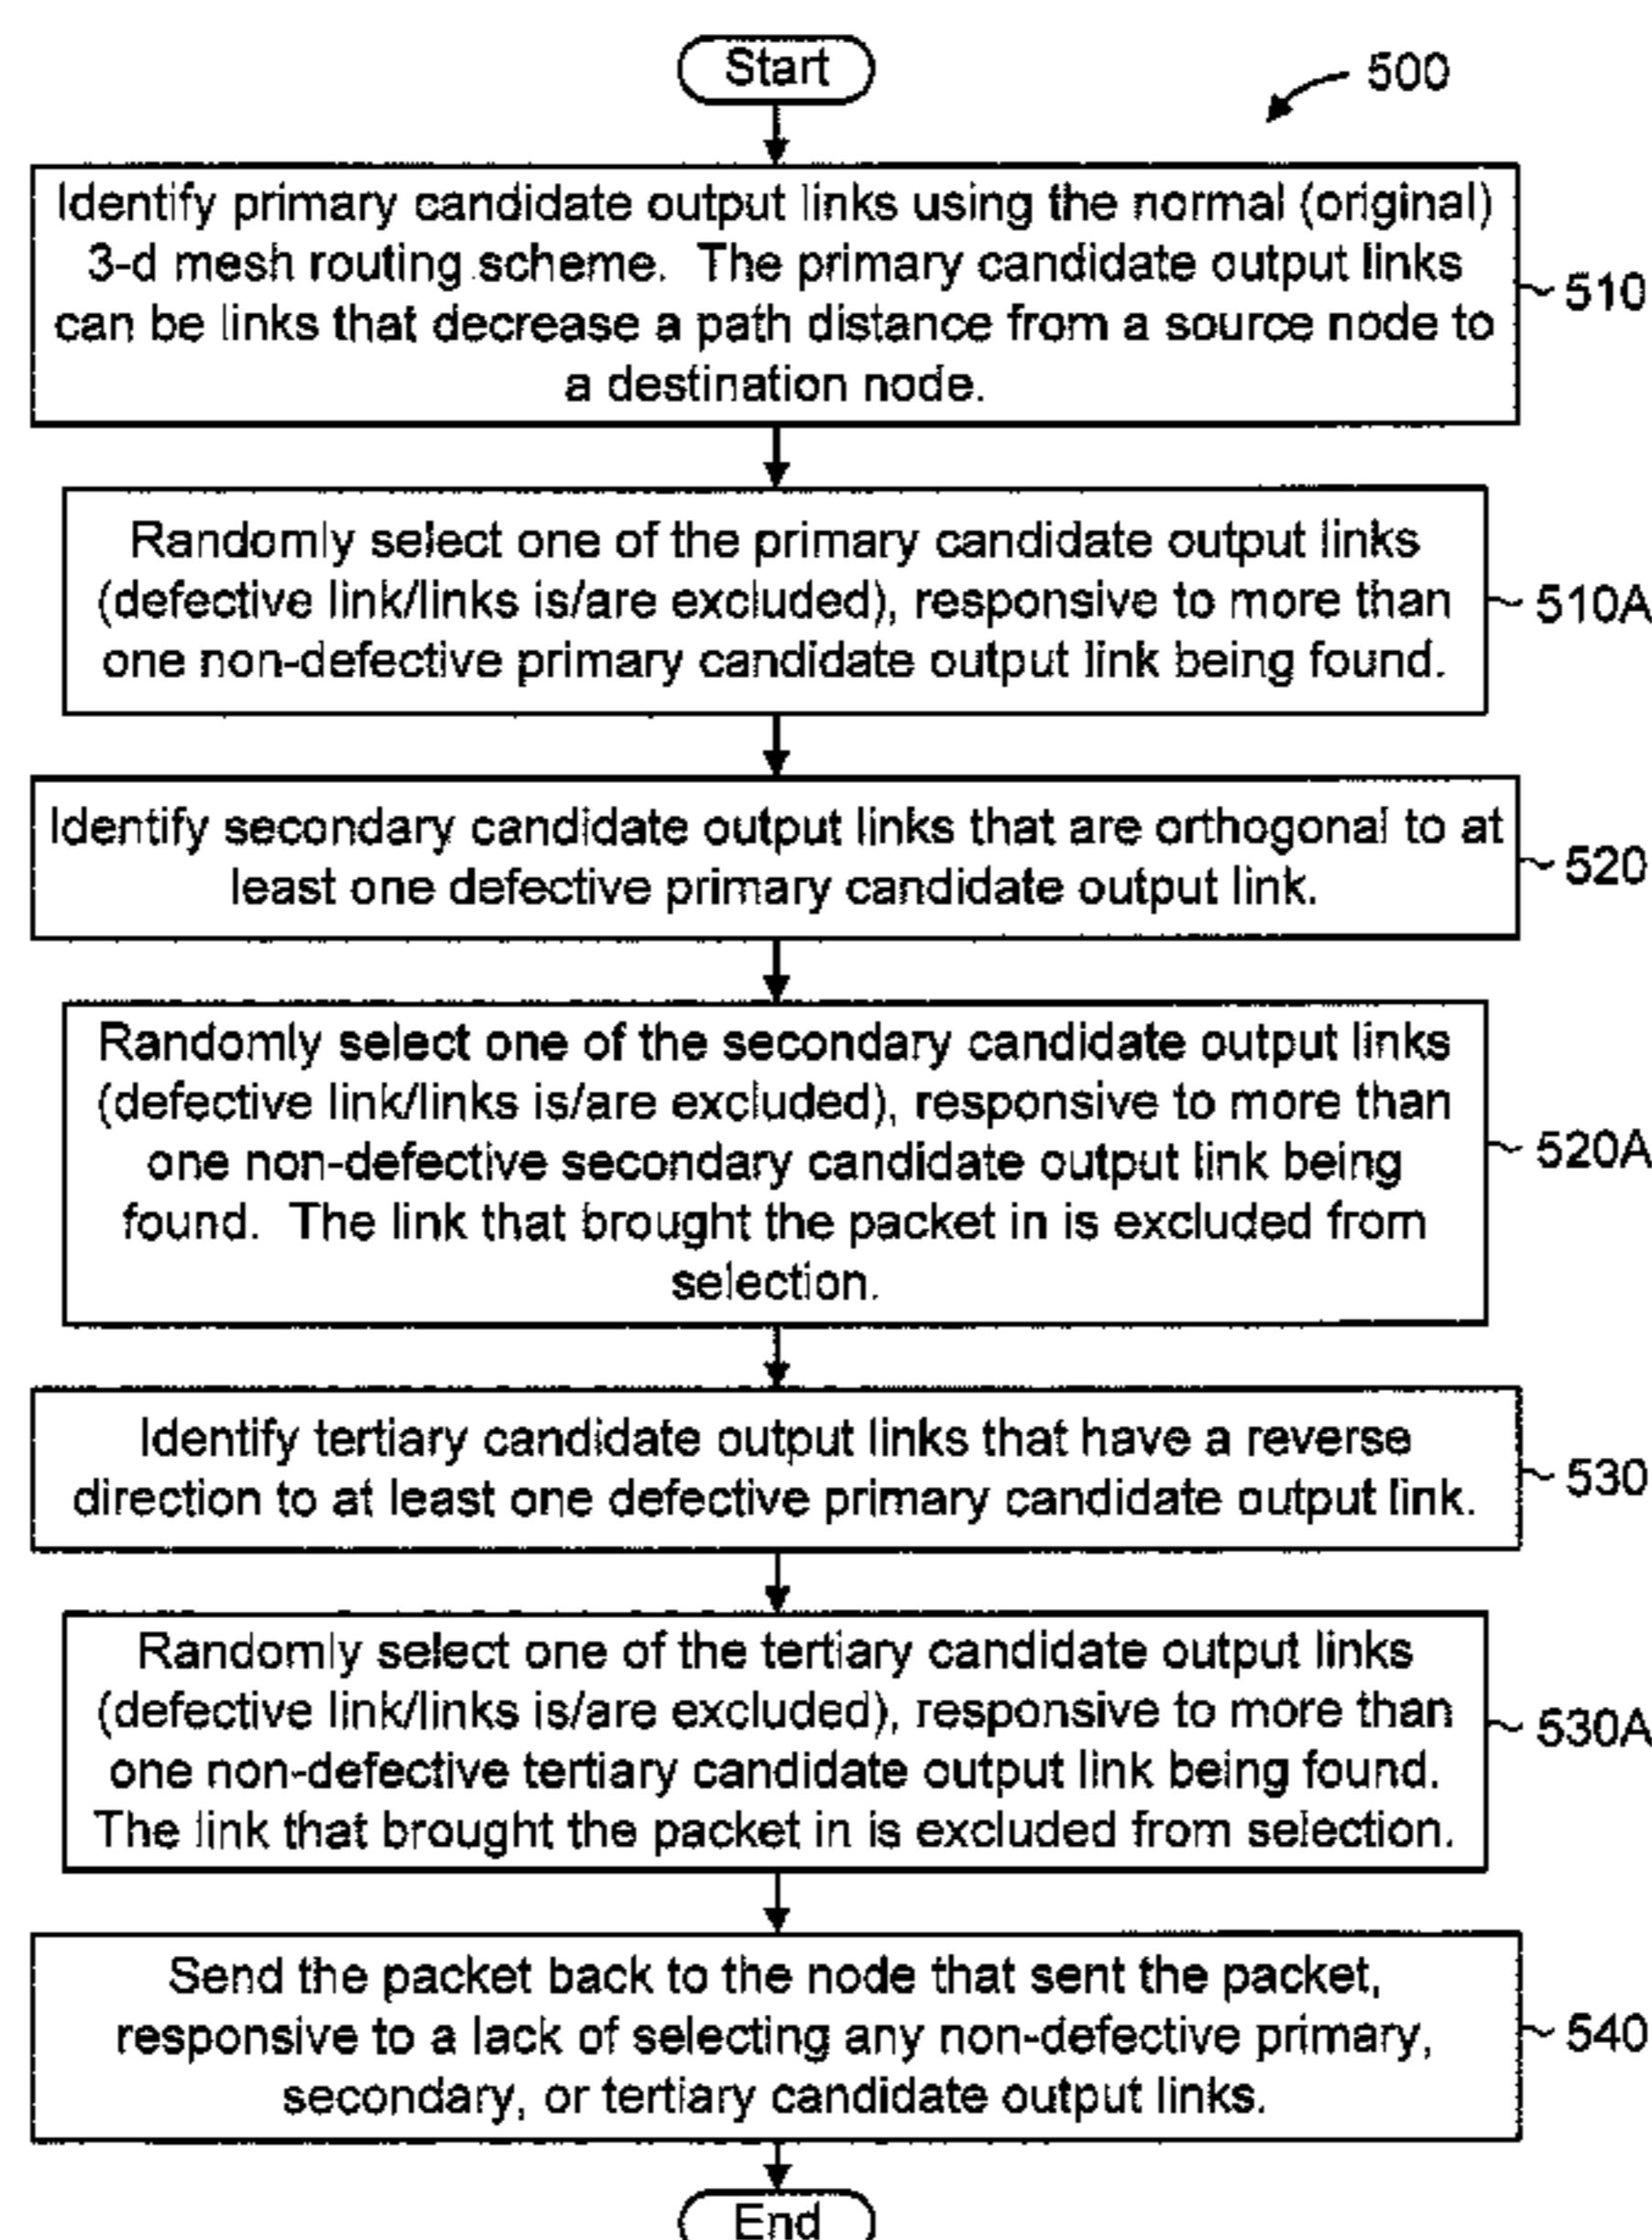 Start
500
Identify primary candidate output links using the normal (original)
3-d mesh routing scheme. The primary candidate output links
can be links that decrease a path distance from a source node to
a destination node.
510
Randomly select one of the primary candidate output links
(defective link/links is/are excluded), responsive to more than
one non-defective primary candidate output link being found.
510A
Identify secondary candidate output links that are orthogonal to at
least one defective primary candidate output link.
520
Randomly select one of the secondary candidate output links
(defective link/links is/are excluded), responsive to more than
one non-defective secondary candidate output link being
found. The link that brought the packet in is excluded from
selection.
520A
Identify tertiary candidate output links that have a reverse
direction to at least one defective primary candidate output link.
530
Randomly select one of the tertiary candidate output links
(defective link/links is/are excluded), responsive to more than
one non-defective tertiary candidate output link being found.
The link that brought the packet in is excluded from selection.
530A
Send the packet back to the node that sent the packet,
responsive to a lack of selecting any non-defective primary,
secondary, or tertiary candidate output links.
540
End